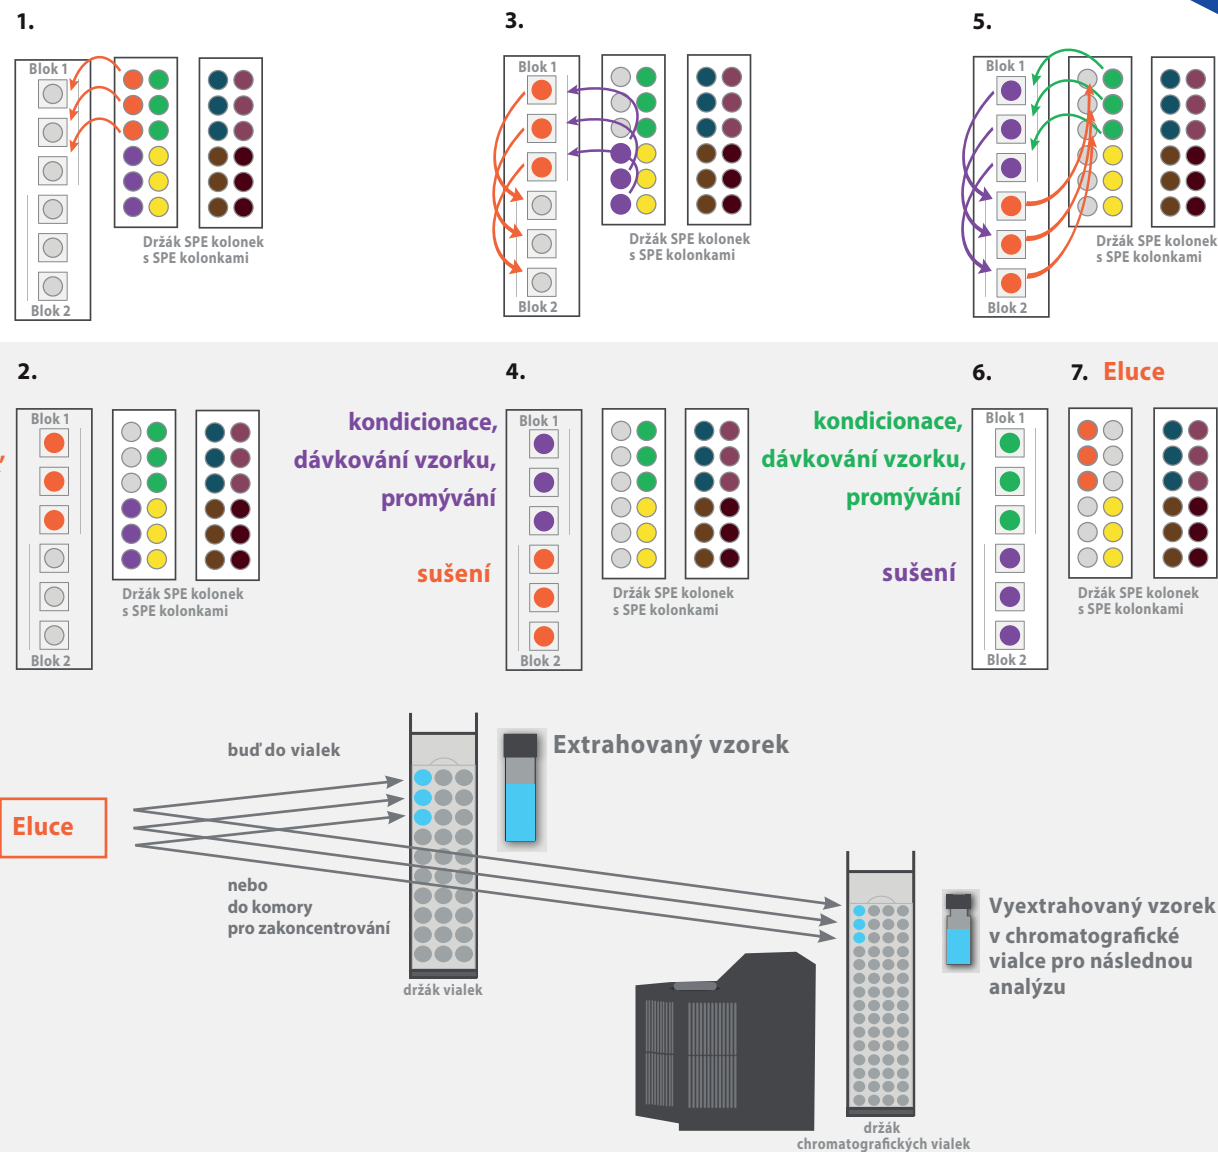 1.
Blok 1
Blok 2
Držák SPE kolonek
s SPE kolonkami
3.
Blok 1
Blok 2
Držák SPE kolonek
s SPE kolonkami
5.
Blok 1
Blok 2
Držák SPE kolonek
s SPE kolonkami
2.
Blok 1
Blok 2
Držák SPE kolonek
s SPE kolonkami
kondicionace,
dávkování vzorku,
promývání
sušení
4.
Blok 1
Blok 2
Držák SPE kolonek
s SPE kolonkami
kondicionace,
dávkování vzorku,
promývání
sušení
6.
Blok 1
Blok 2
7. Eluce
Držák SPE kolonek
s SPE kolonkami
Eluce
buď do vialek
nebo
do komory
pro zakoncentrování
držák vialek
Extrahovaný vzorek
držák
chromatografických vialek
Vyextrahovaný vzorek
v chromatografické
vialce pro následnou
analýzu